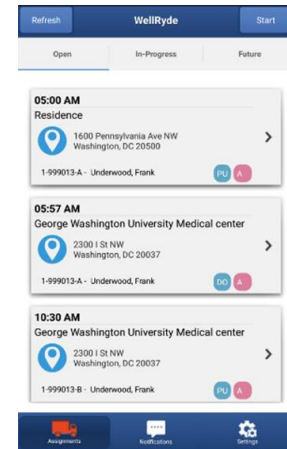 Refresh WellRyde Start
Open In-Progress Future
05:00 AM
Residence
1600 Pennsylvania Ave NW
Washington, DC 20500
1-999013-A - Underwood, Frank PU A
05:57 AM
George Washington University Medical center
2300 I St NW
Washington, DC 20037
1-999013-A - Underwood, Frank DO A
10:30 AM
George Washington University Medical center
2300 I St NW
Washington, DC 20037
1-999013-B - Underwood, Frank PU A
Assignments Notifications Settings